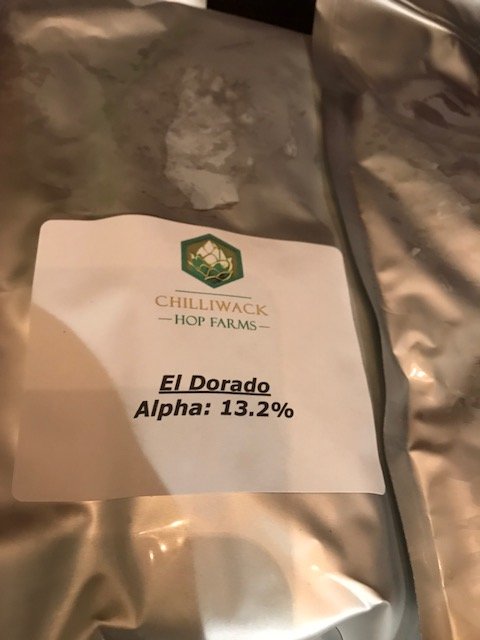 CHILLIWACK
HOP FARMS
El Dorado
Alpha: 13.2%